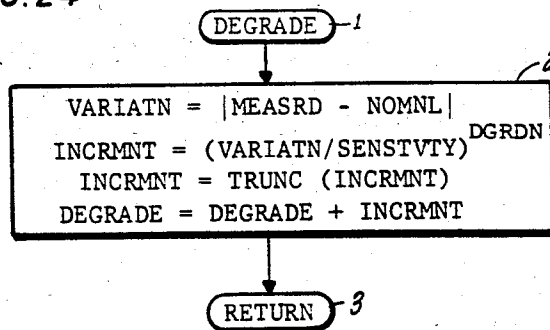 DEGRADE 1
2
VARIATN = |MEASRD - NOMNL|
INCRMNT = (VARIATN/SENSTVTY)^DGRDN
INCRMNT = TRUNC (INCRMNT)
DEGRADE = DEGRADE + INCRMNT
RETURN 3